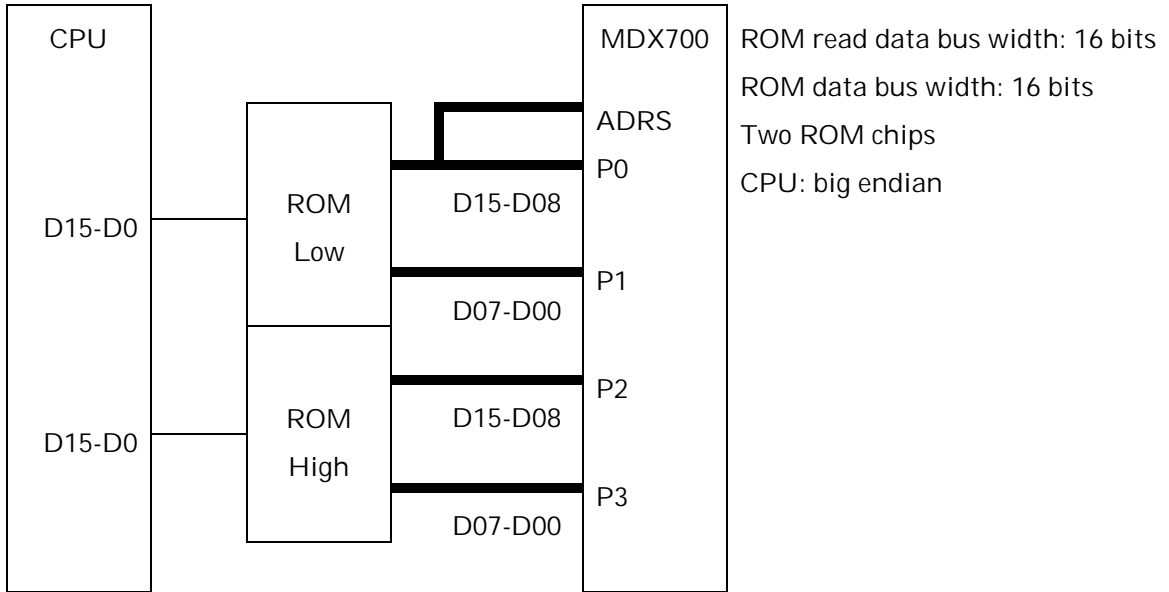 CPU
MDX700
ROM read data bus width: 16 bits
ROM data bus width: 16 bits
ADRS
Two ROM chips
P0
CPU: big endian
ROM
Low
D15-D08
D15-D0
P1
D07-D00
P2
ROM
High
D15-D08
D15-D0
P3
D07-D00